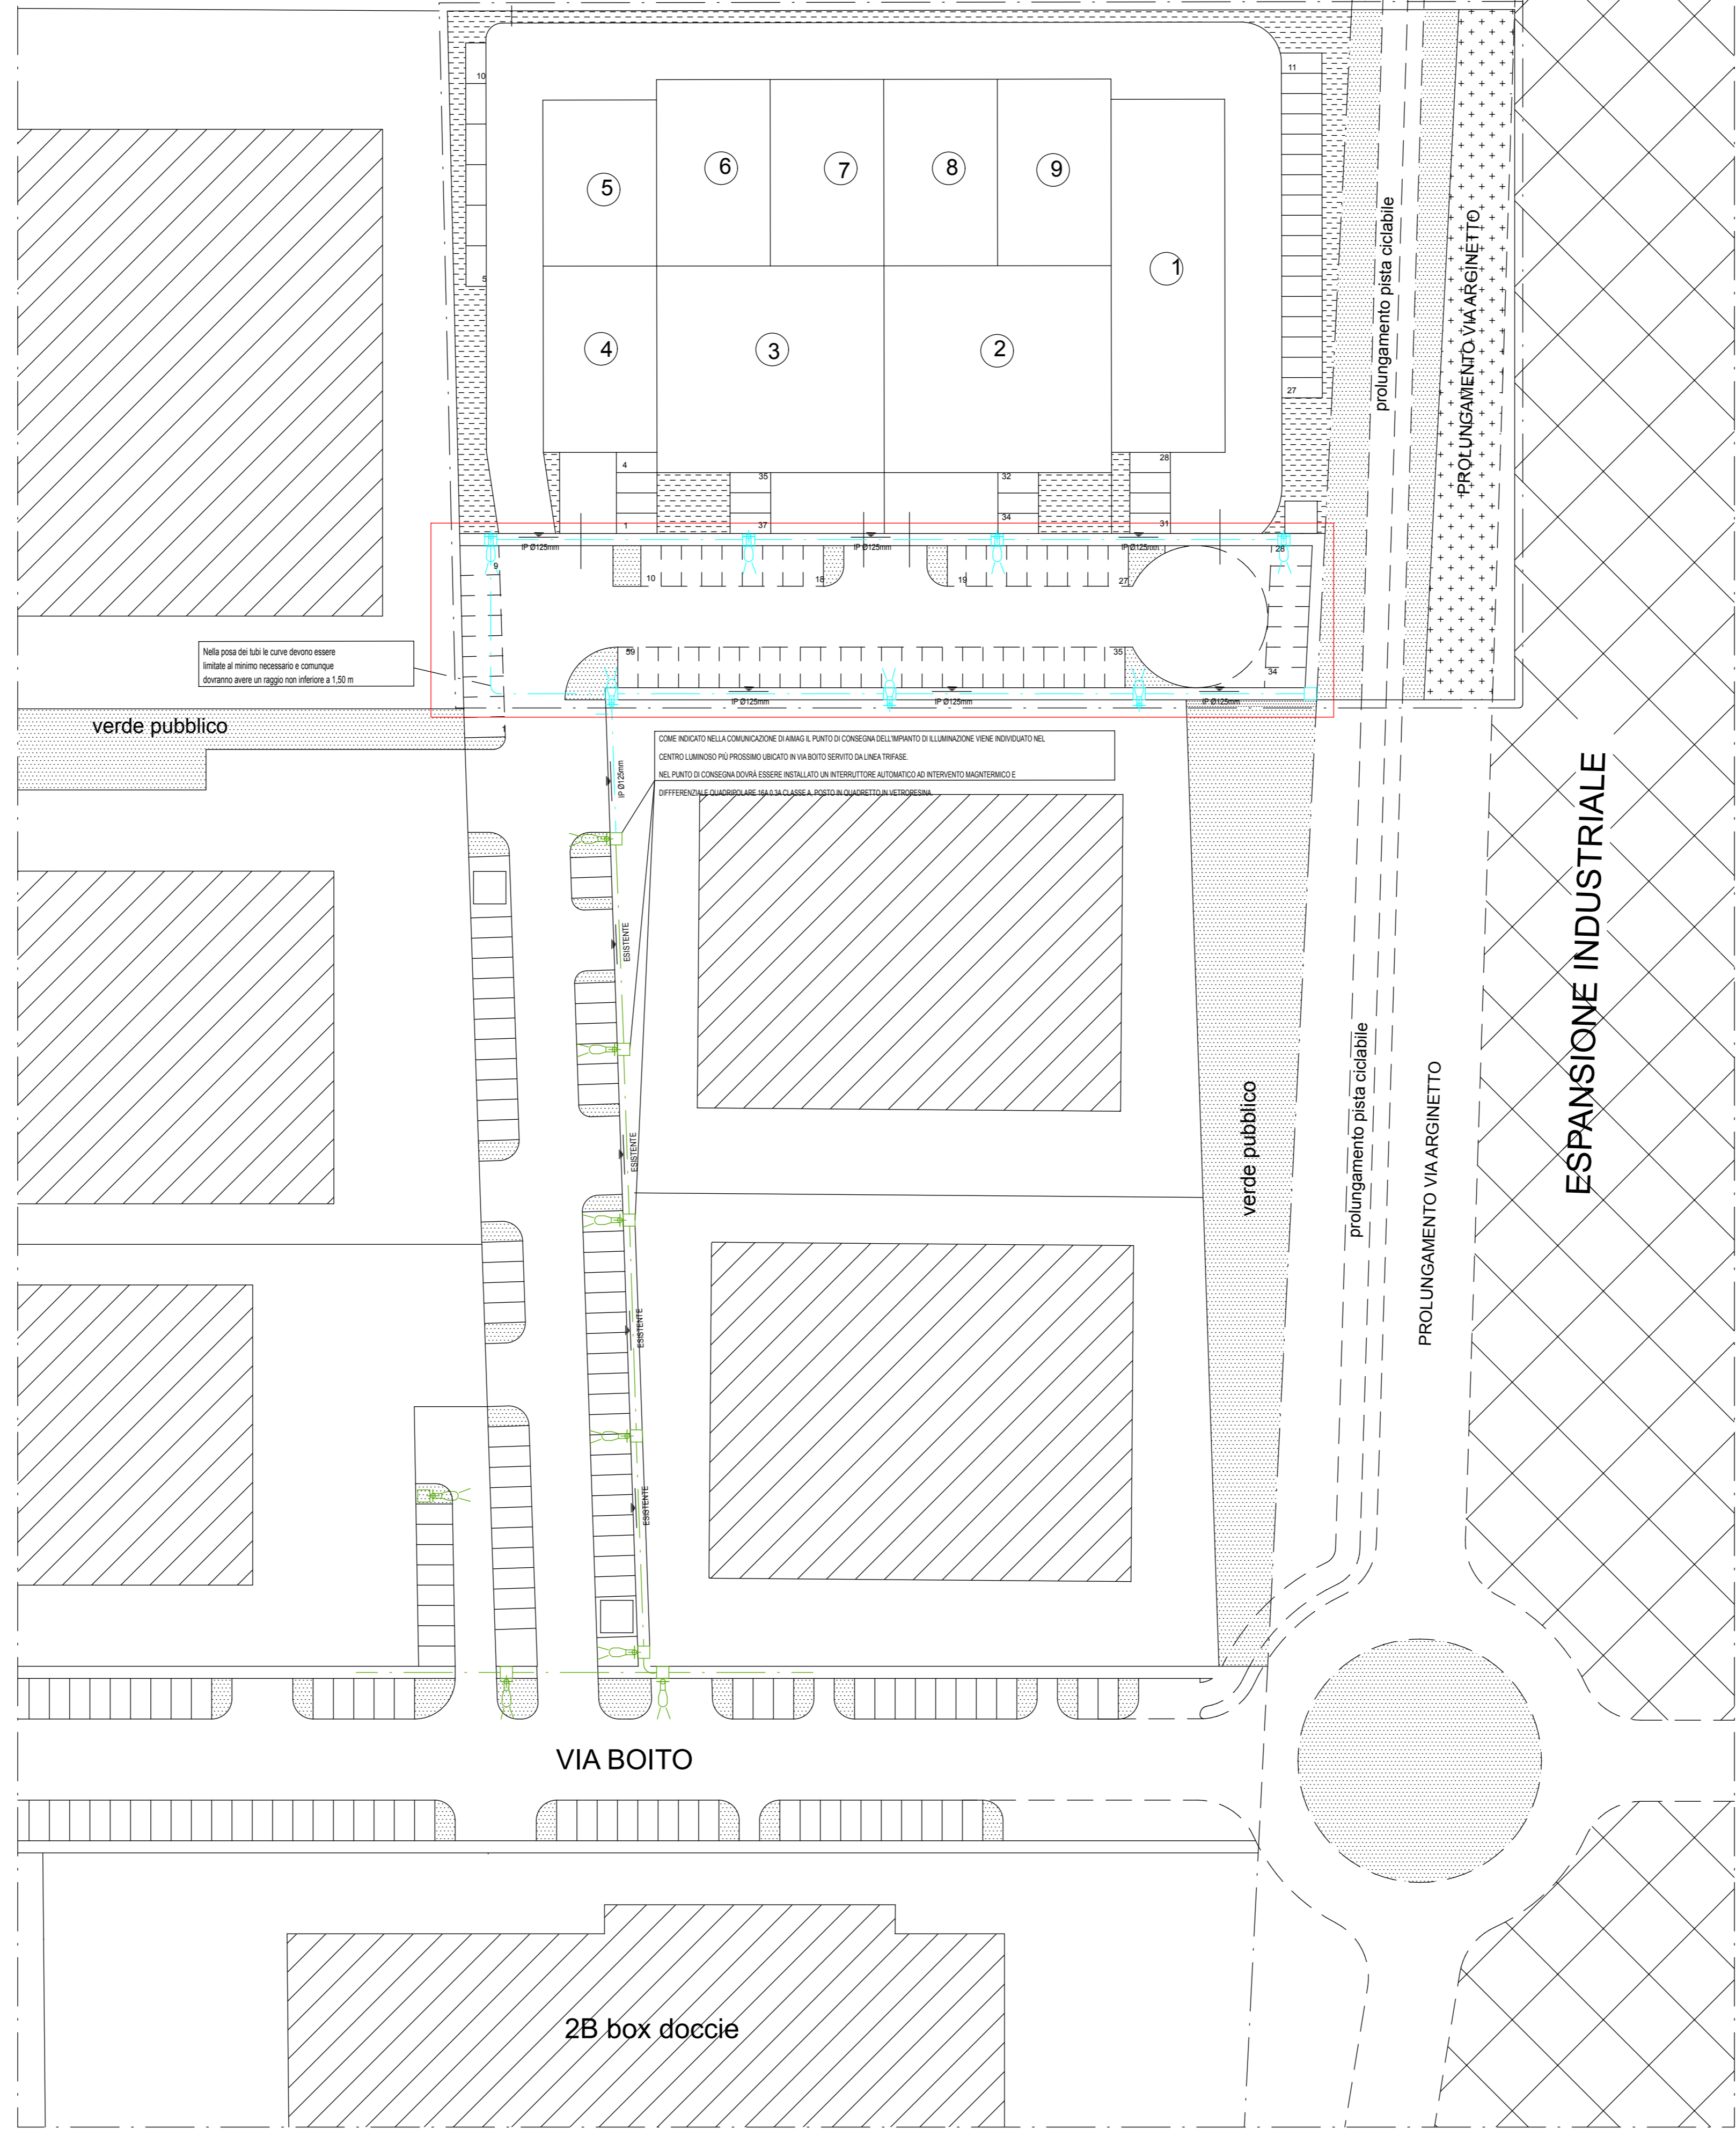 10
11
6
7
8
9
5
1
5
prolungamento pista ciclabile
PROLUNGAMENTO VIA ARGINETTO
4
3
2
27
4
35
32
28
1
37
34
31
IP Ø125mm
IP Ø125mm
IP Ø125mm
28
9
10
18
19
27
59
35
34
Nella posa dei tubi le curve devono essere
limitate al minimo necessario e comunque
dovranno avere un raggio non inferiore a 1,50 m
IP Ø125mm
IP Ø125mm
IP Ø125mm
verde pubblico
COME INDICATO NELLA COMUNICAZIONE DI AIMAG IL PUNTO DI CONSEGNA DELL'IMPIANTO DI ILLUMINAZIONE VIENE INDIVIDUATO NEL
CENTRO LUMINOSO PIÙ PROSSIMO UBICATO IN VIA BOITO SERVITO DA LINEA TRIFASE.
NEL PUNTO DI CONSEGNA DOVRÀ ESSERE INSTALLATO UN INTERRUTTORE AUTOMATICO AD INTERVENTO MAGNTERMICO E
DIFFFERENZIALE QUADRIPOLARE 16A 0.3A CLASSE A, POSTO IN QUADRETTO IN VETRORESINA.
IP Ø125mm
ESISTENTE
ESISTENTE
ESISTENTE
ESISTENTE
verde pubblico
prolungamento pista ciclabile
PROLUNGAMENTO VIA ARGINETTO
ESPANSIONE INDUSTRIALE
VIA BOITO
2B box doccie